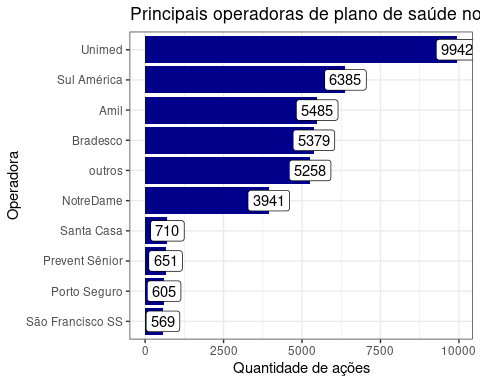 Principais operadoras de plano de saúde no
Operadora
Unimed 9942
Sul América 6385
Amil 5485
Bradesco 5379
outros 5258
NotreDame 3941
Santa Casa 710
Prevent Sênior 651
Porto Seguro 605
São Francisco SS 569
0 2500 5000 7500 10000
Quantidade de ações